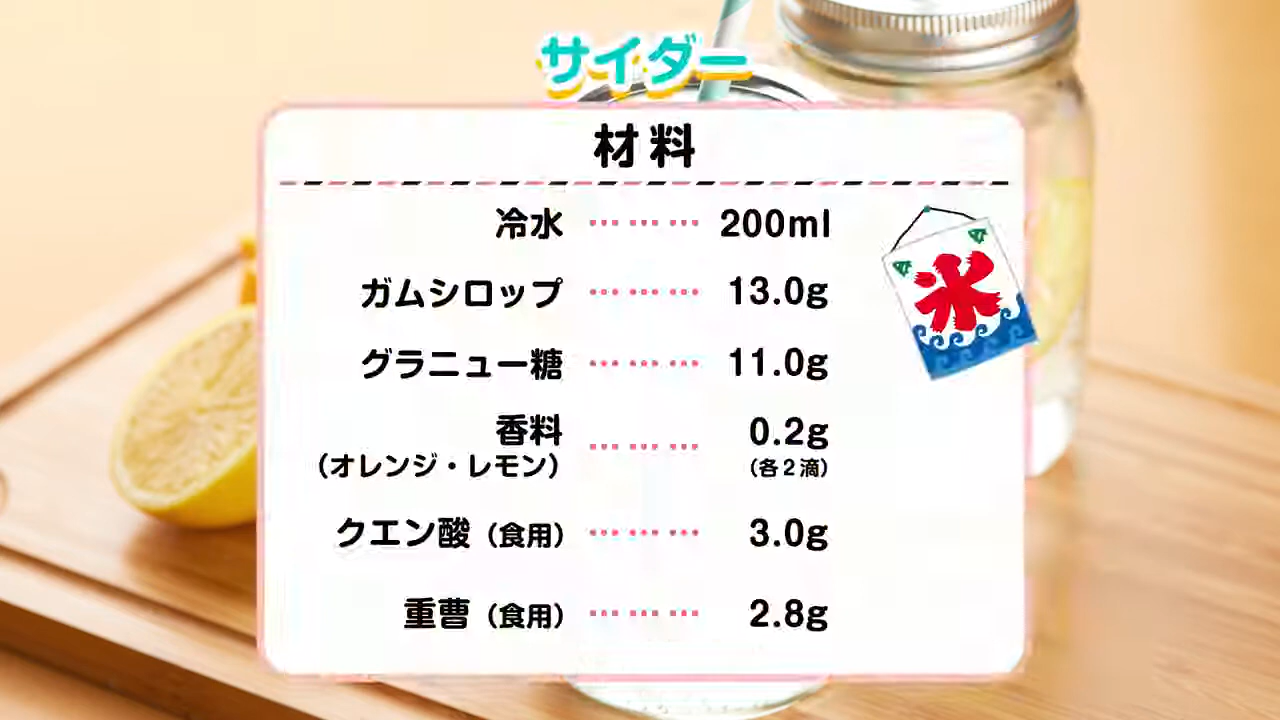 サイダー
材料
冷水 ……… 200ml
ガムシロップ ……… 13.0g
グラニュー糖 ……… 11.0g
香料 ……… 0.2g
（オレンジ・レモン） （各２滴）
クエン酸（食用） ……… 3.0g
重曹（食用） ……… 2.8g
氷